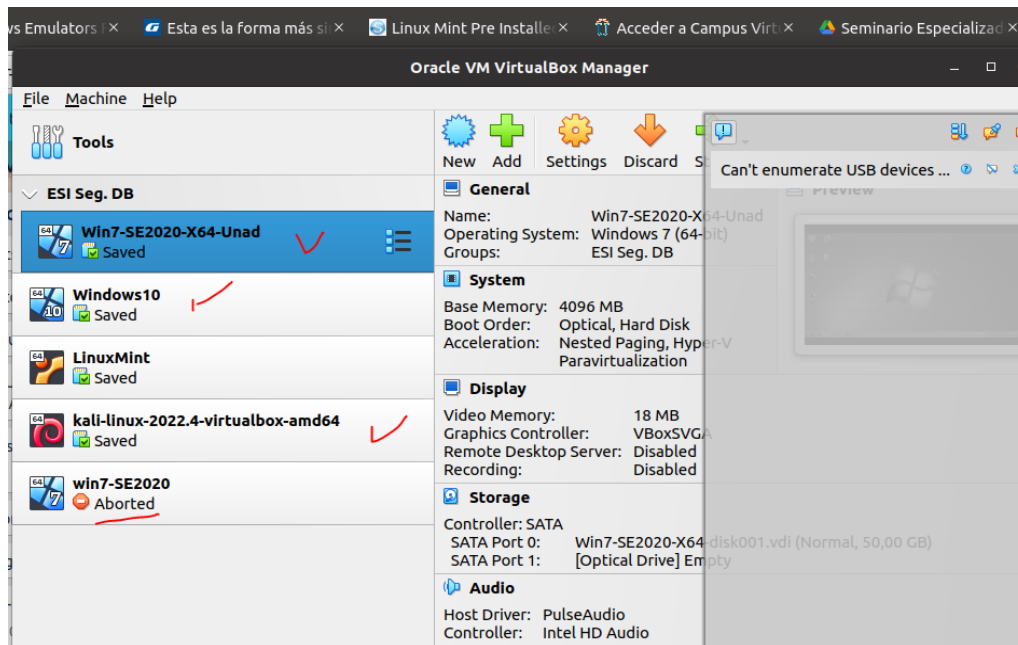 vs Emulators F
Esta es la forma más si
Linux Mint Pre Installe
Acceder a Campus Virt
Seminario Especializad
Oracle VM VirtualBox Manager
File Machine Help
Tools
New Add Settings Discard
Can't enumerate USB devices ...
ESI Seg. DB
Win7-SE2020-X64-Unad
Saved
Windows10
Saved
LinuxMint
Saved
kali-linux-2022.4-virtualbox-amd64
Saved
win7-SE2020
Aborted
General
Name: Win7-SE2020-X64-Unad
Operating System: Windows 7 (64-bit)
Groups: ESI Seg. DB
Preview
System
Base Memory: 4096 MB
Boot Order: Optical, Hard Disk
Acceleration: Nested Paging, Hyper-V
Paravirtualization
Display
Video Memory: 18 MB
Graphics Controller: VBoxSVGA
Remote Desktop Server: Disabled
Recording: Disabled
Storage
Controller: SATA
SATA Port 0: Win7-SE2020-X64-disk001.vdi (Normal, 50,00 GB)
SATA Port 1: [Optical Drive] Empty
Audio
Host Driver: PulseAudio
Controller: Intel HD Audio